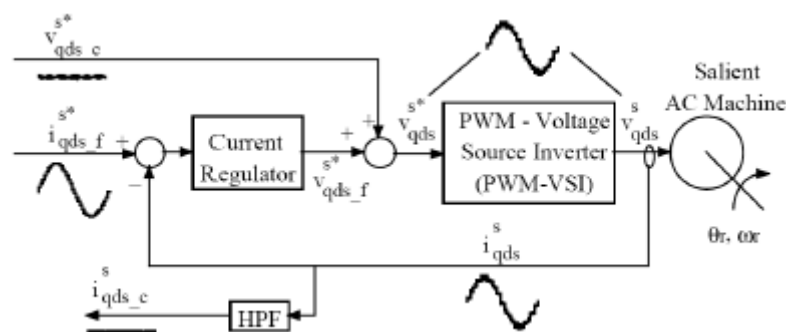 v^{s*}_{qds_c}
i^{s*}_{qds_f}
+
−
Current
Regulator
+
+
v^{s*}_{qds_f}
v^{s*}_{qds}
PWM - Voltage
Source Inverter
(PWM-VSI)
v^{s}_{qds}
Salient
AC Machine
θr, ωr
i^{s}_{qds}
i^{s}_{qds_c}
HPF